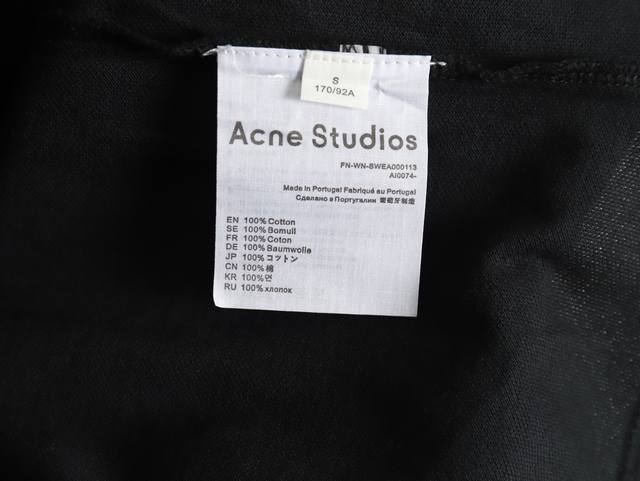 S
170/92A
Acne Studios
FN-WN-SWEA000113
AI0074-
Made in Portugal Fabriqué au Portugal
Сделано в Португалии 葡萄牙制造
EN 100% Cotton
SE 100% Bomull
FR 100% Coton
DE 100% Baumwolle
JP 100% コットン
CN 100% 棉
KR 100% 면
RU 100% хлопок